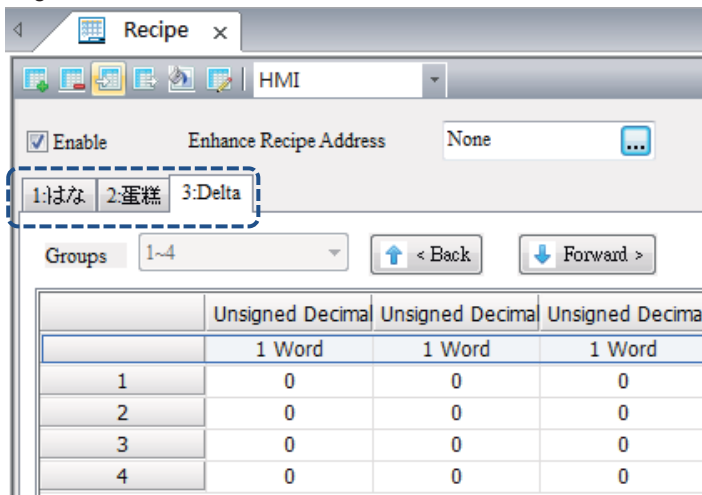 Recipe
HMI
Enable Enhance Recipe Address None ...
1:はな 2:蛋糕 3:Delta
Groups 1~4 < Back Forward >
Unsigned Decimal Unsigned Decimal Unsigned Decima
1 Word 1 Word 1 Word
1 0 0 0
2 0 0 0
3 0 0 0
4 0 0 0